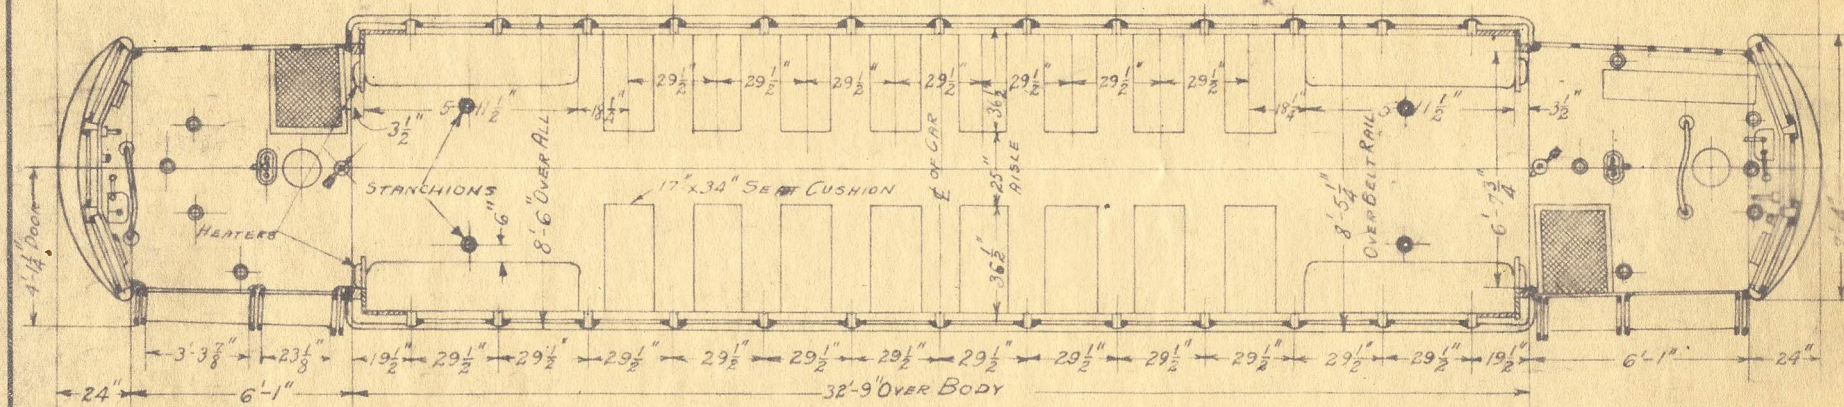 29½" 29½" 29½" 29½" 29½" 29½" 29½"
5'-11½" 18¼" 18¼" 11½" 3½"
3½"
36½"
8'-6" OVER ALL
℄ OF CAR
25" AISLE
8'-5¼" OVER BELT RAIL
6'-7¾"
STANCHIONS
17"x34" SEAT CUSHION
6"
HEATERS
4'-1¼" DOOR
36½"
3'-3⅞" 23⅛" 19½" 29½" 29½" 29½" 29½" 29½" 29½" 29½" 29½" 29½" 29½" 29½" 29½" 19½" 6'-1" 24"
24" 6'-1" 32'-9" OVER BODY